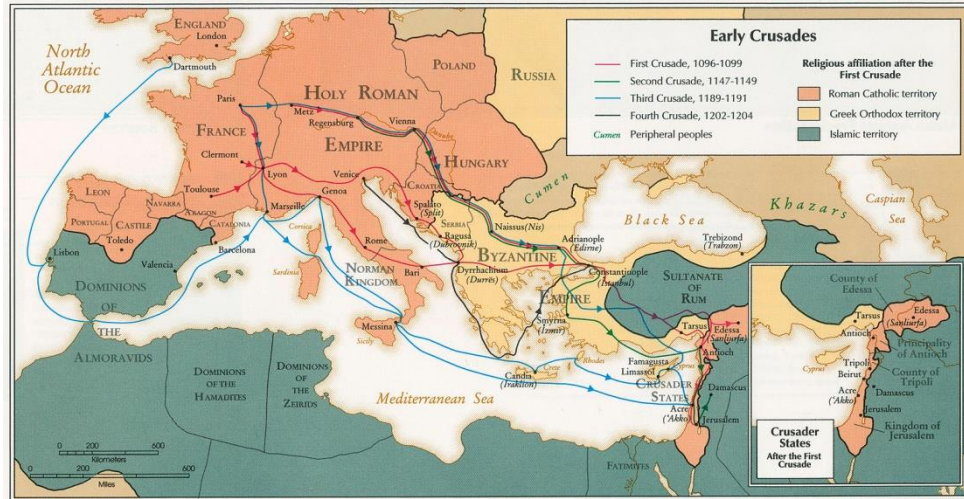 Early Crusades
First Crusade, 1096-1099
Second Crusade, 1147-1149
Third Crusade, 1189-1191
Fourth Crusade, 1202-1204
Cumen Peripheral peoples
Religious affiliation after the
First Crusade
Roman Catholic territory
Greek Orthodox territory
Islamic territory
North
Atlantic
Ocean
ENGLAND
London
Dartmouth
Paris
Metz
HOLY ROMAN
EMPIRE
Regensburg
Vienna
POLAND
RUSSIA
FRANCE
Clermont
Lyon
Toulouse
Marseille
Genoa
Venice
HUNGARY
Danube
CROATIA
Spalato
(Split)
SERBIA
Ragusa
(Dubrovnik)
Naissus (Nis)
Cumen
Khazars
Caspian
Sea
Black Sea
Trebizond
(Trabzon)
Adrianople
(Edirne)
Constantinople
(Istanbul)
BYZANTINE
EMPIRE
Dyrrhachium
(Durrës)
Smyrna
(İzmir)
SULTANATE
OF RUM
LEON
PORTUGAL
CASTILE
Toledo
NAVARRA
ARAGON
CATALONIA
Barcelona
Lisbon
Valencia
DOMINIONS
OF
THE
ALMORAVIDS
Corsica
Sardinia
Rome
NORMAN
KINGDOM
Bari
Messina
Sicily
DOMINIONS
OF THE
HAMADITES
DOMINIONS
OF THE
ZEIRIDS
Mediterranean Sea
Candia
(Iraklion)
Crete
Rhodes
Tarsus
Edessa
(Sanliurfa)
Antioch
Famagusta
Limassol
Cyprus
CRUSADER
STATES
Damascus
Acre
('Akko)
Jerusalem
FATIMITES
0 600
Kilometers
0 600
Miles
County of
Edessa
Tarsus
Edessa
(Sanliurfa)
Antioch
Principality
of Antioch
Cyprus
Tripoli
County of
Tripoli
Beirut
Damascus
Acre
('Akko)
Jerusalem
Kingdom of
Jerusalem
Crusader
States
After the First
Crusade